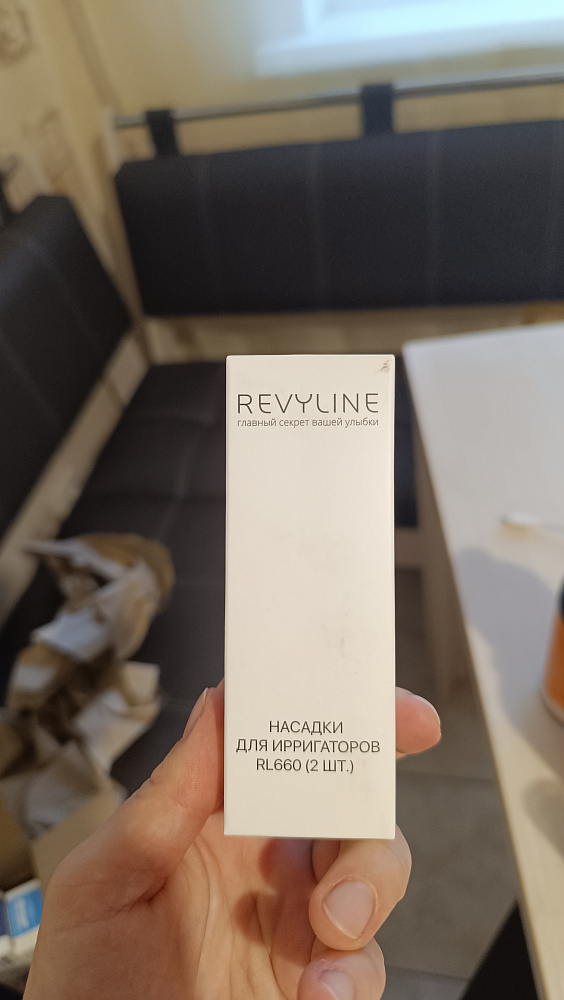 REVYLINE
главный секрет вашей улыбки
НАСАДКИ
ДЛЯ ИРРИГАТОРОВ
RL660 (2 ШТ.)